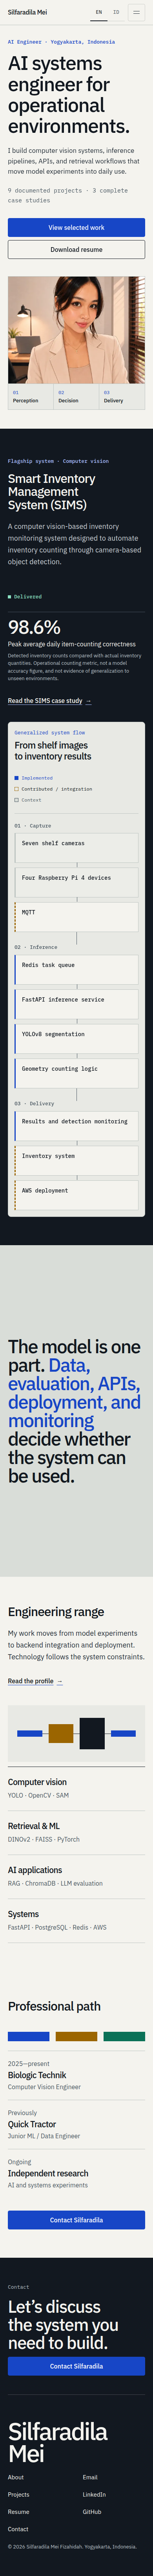 Silfaradila Mei
EN ID
AI Engineer · Yogyakarta, Indonesia
AI systems
engineer for
operational
environments.
I build computer vision systems, inference
pipelines, APIs, and retrieval workflows that
move model experiments into daily use.
9 documented projects · 3 complete
case studies
View selected work
Download resume
01 02 03
Perception Decision Delivery
Flagship system · Computer vision
Smart Inventory
Management
System (SIMS)
A computer vision-based inventory
monitoring system designed to automate
inventory counting through camera-based
object detection.
Delivered
98.6%
Peak average daily item-counting correctness
Detected inventory counts compared with actual inventory
quantities. Operational counting metric, not a model
accuracy figure, and not evidence of generalization to
unseen environments.
Read the SIMS case study →
Generalized system flow
From shelf images
to inventory results
Implemented
Contributed / integration
Context
01 · Capture
Seven shelf cameras
Four Raspberry Pi 4 devices
MQTT
02 · Inference
Redis task queue
FastAPI inference service
YOLOv8 segmentation
Geometry counting logic
03 · Delivery
Results and detection monitoring
Inventory system
AWS deployment
The model is one
part. Data,
evaluation, APIs,
deployment, and
monitoring
decide whether
the system can
be used.
Engineering range
My work moves from model experiments
to backend integration and deployment.
Technology follows the system constraints.
Read the profile →
Computer vision
YOLO · OpenCV · SAM
Retrieval & ML
DINOv2 · FAISS · PyTorch
AI applications
RAG · ChromaDB · LLM evaluation
Systems
FastAPI · PostgreSQL · Redis · AWS
Professional path
2025—present
Biologic Technik
Computer Vision Engineer
Previously
Quick Tractor
Junior ML / Data Engineer
Ongoing
Independent research
AI and systems experiments
Contact Silfaradila
Contact
Let's discuss
the system you
need to build.
Contact Silfaradila
Silfaradila
Mei
About Email
Projects LinkedIn
Resume GitHub
Contact
© 2026 Silfaradila Mei Fizahidah. Yogyakarta, Indonesia.